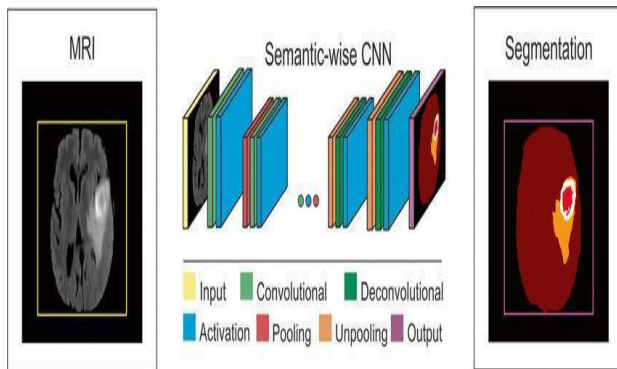 MRI
Semantic-wise CNN
Segmentation
Input Convolutional Deconvolutional
Activation Pooling Unpooling Output